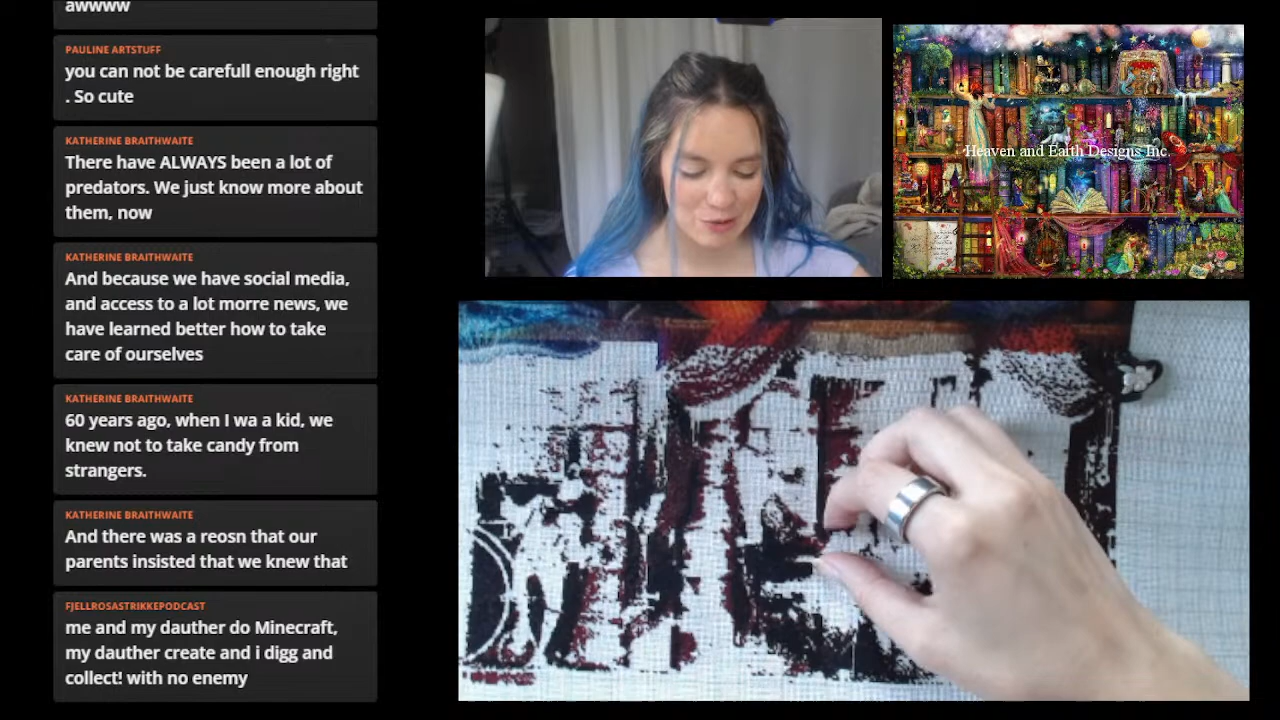 awwww
PAULINE ARTSTUFF
you can not be carefull enough right
. So cute
KATHERINE BRAITHWAITE
There have ALWAYS been a lot of
predators. We just know more about
them, now
KATHERINE BRAITHWAITE
And because we have social media,
and access to a lot morre news, we
have learned better how to take
care of ourselves
KATHERINE BRAITHWAITE
60 years ago, when I wa a kid, we
knew not to take candy from
strangers.
KATHERINE BRAITHWAITE
And there was a reosn that our
parents insisted that we knew that
FJELLROSASTRIKKEPODCAST
me and my dauther do Minecraft,
my dauther create and i digg and
collect! with no enemy
Heaven and Earth Designs Inc.